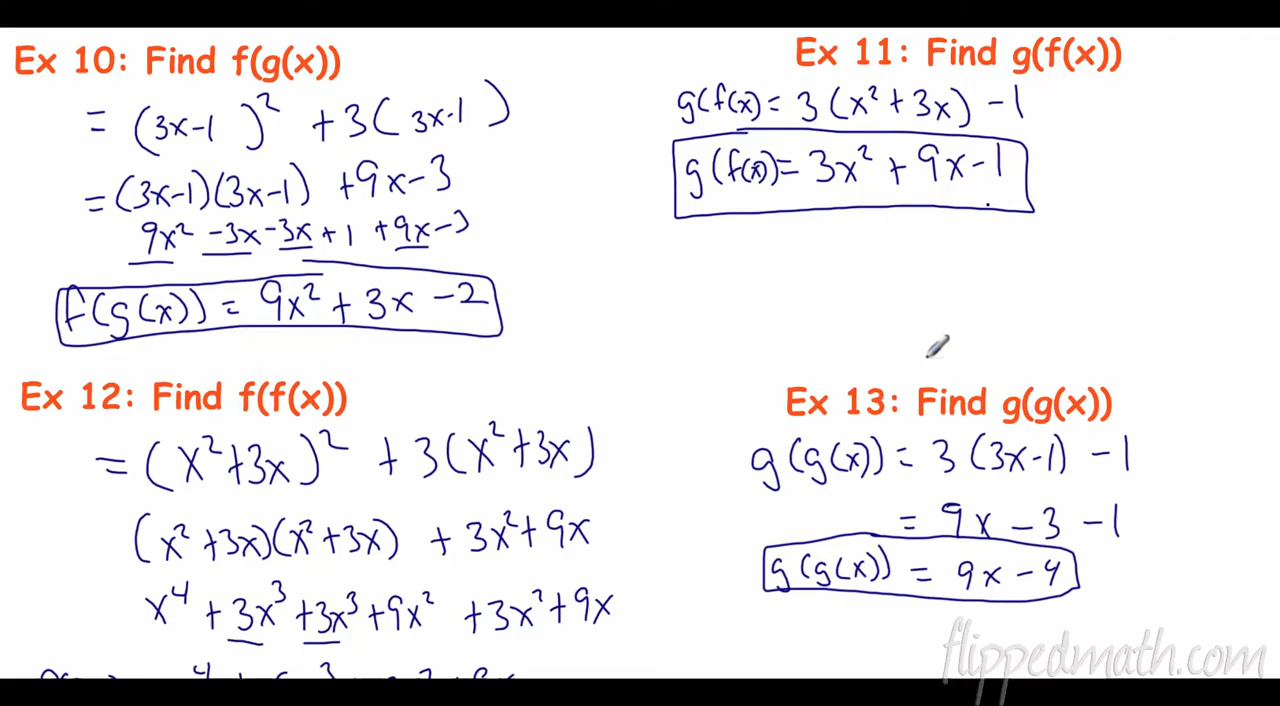 Ex 10: Find f(g(x))
= (3x-1)² + 3(3x-1)
= (3x-1)(3x-1) + 9x-3
9x² -3x -3x +1 +9x-3
f(g(x)) = 9x² + 3x -2
Ex 11: Find g(f(x))
g(f(x) = 3(x² + 3x) - 1
g(f(x)) = 3x² + 9x - 1
Ex 12: Find f(f(x))
= (x²+3x)² + 3(x²+3x)
(x²+3x)(x²+3x) + 3x²+9x
x⁴ + 3x³ +3x³ +9x² +3x²+9x
Ex 13: Find g(g(x))
g(g(x)) = 3(3x-1) - 1
= 9x - 3 - 1
g(g(x)) = 9x - 4
flippedmath.com